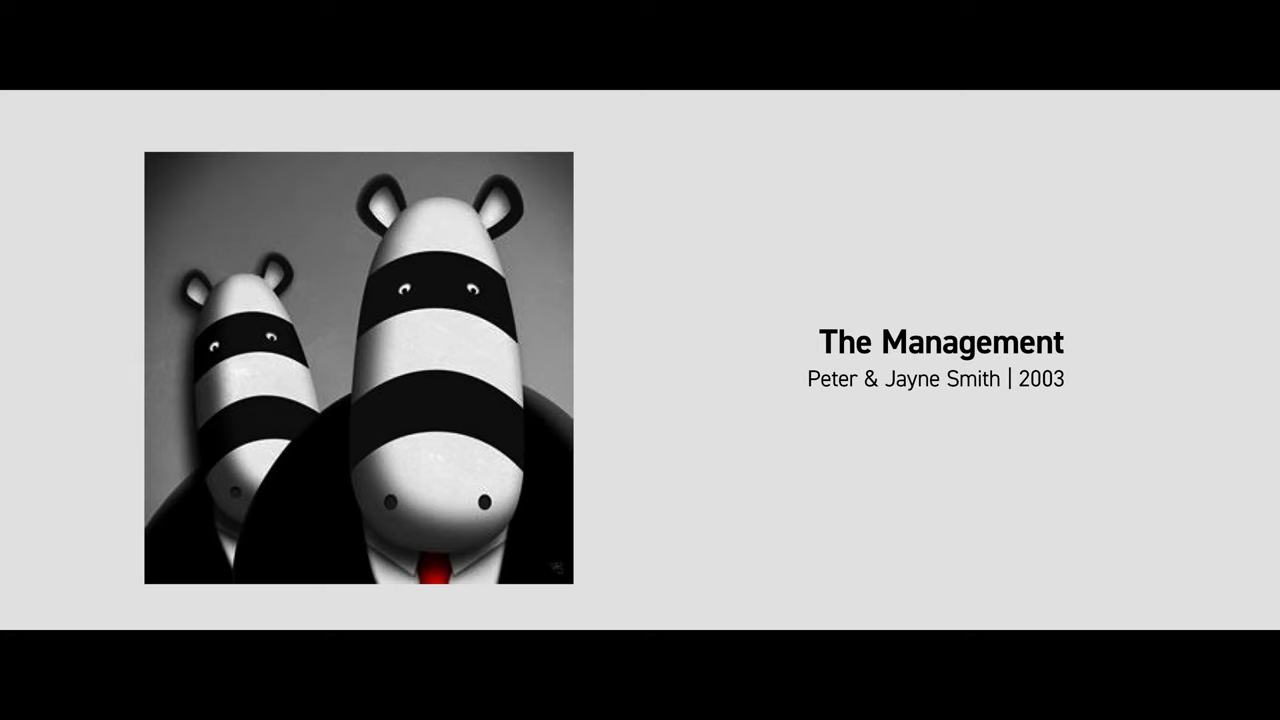 The Management
Peter & Jayne Smith | 2003